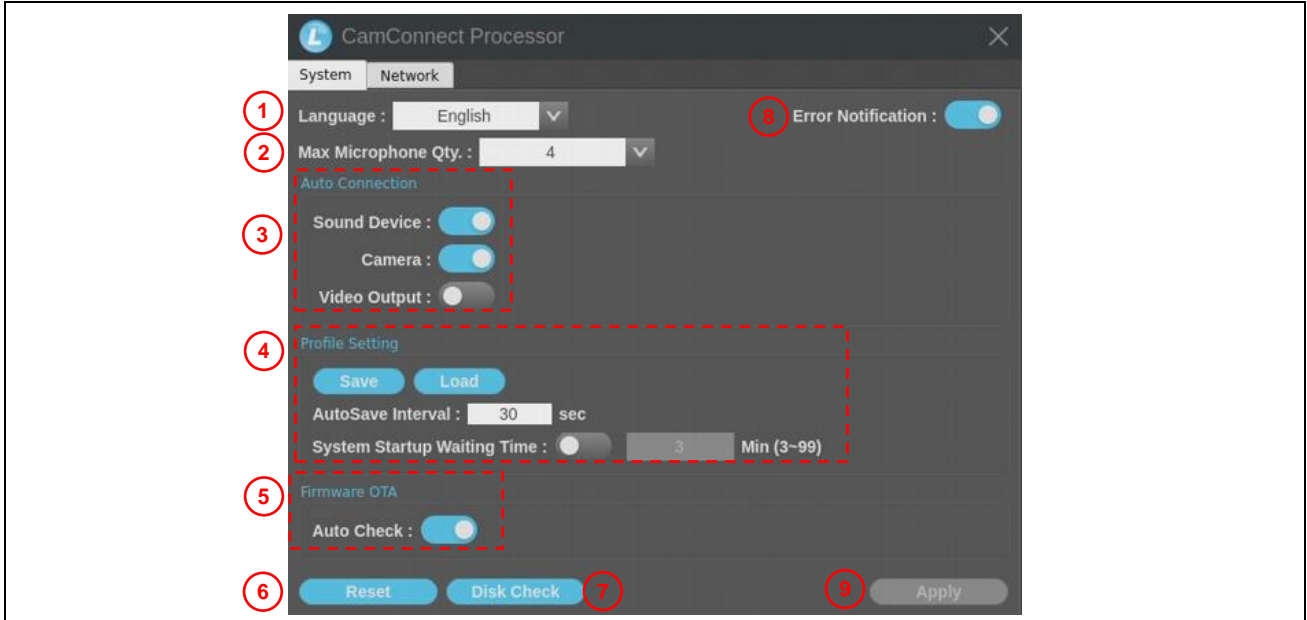 L CamConnect Processor
System Network
1 Language : English 8 Error Notification :
2 Max Microphone Qty. : 4
Auto Connection
3 Sound Device :
Camera :
Video Output :
4 Profile Setting
Save Load
AutoSave Interval : 30 sec
System Startup Waiting Time : 3 Min (3~99)
5 Firmware OTA
Auto Check :
6 Reset Disk Check 7 9 Apply